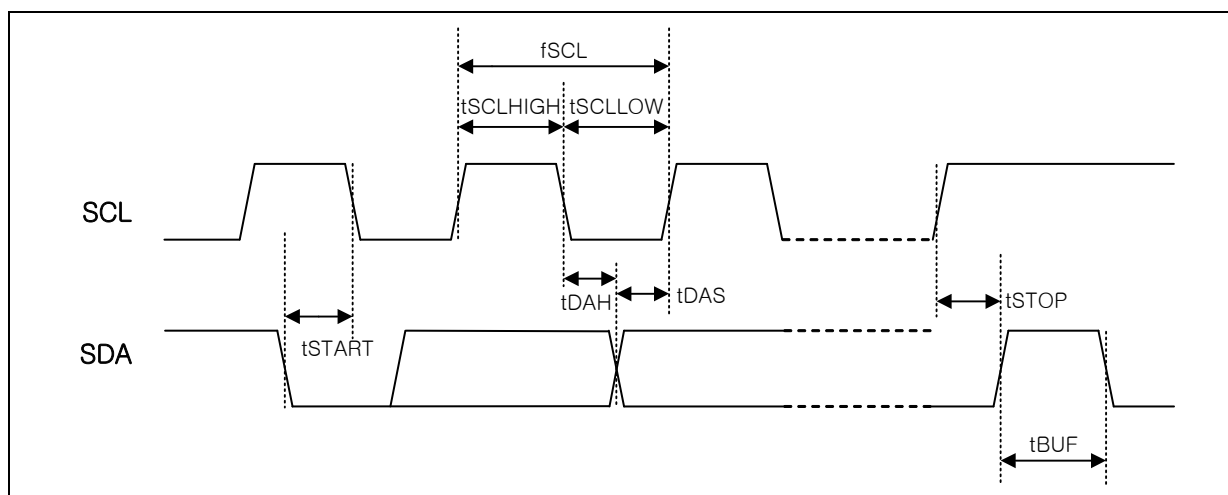 fSCL
tSCLHIGH
tSCLLOW
SCL
tDAH
tDAS
tSTOP
tSTART
SDA
tBUF